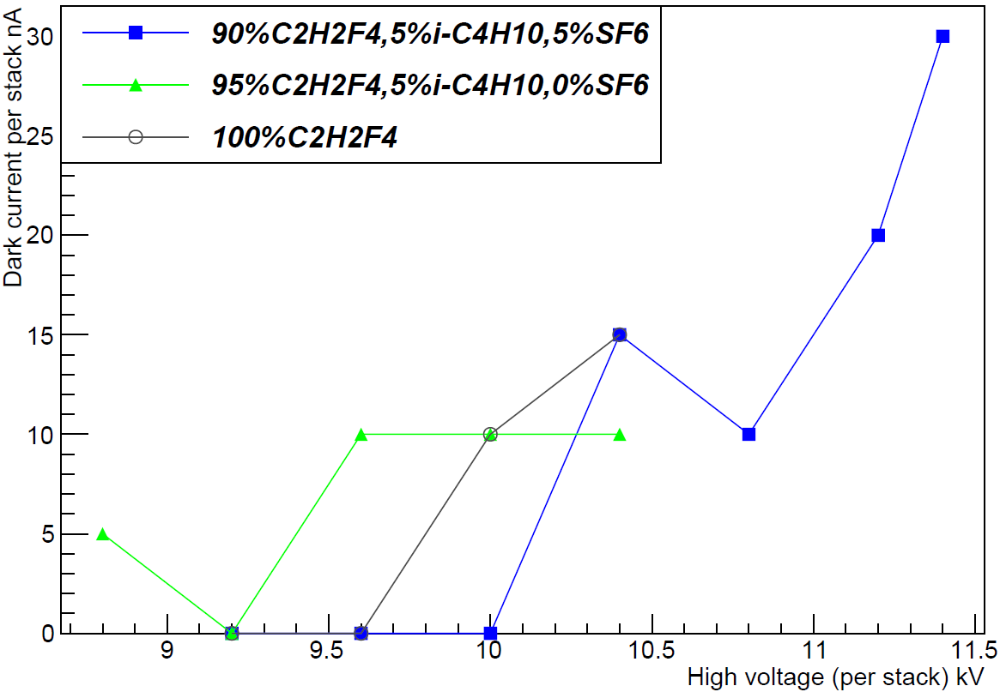 Dark current per stack nA
30
25
20
15
10
5
0
90%C2H2F4,5%i-C4H10,5%SF6
95%C2H2F4,5%i-C4H10,0%SF6
100%C2H2F4
9
9.5
10
10.5
11
11.5
High voltage (per stack) kV